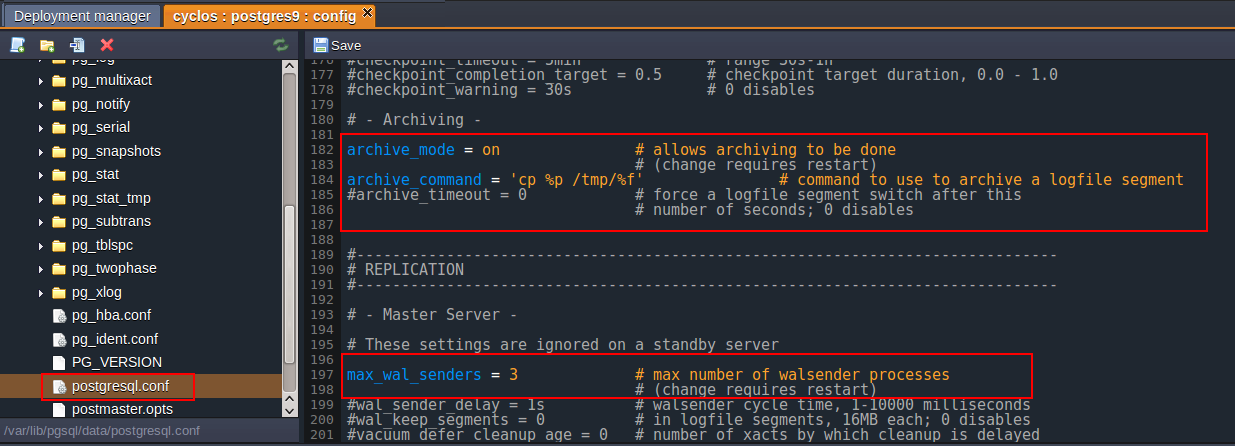 Deployment manager
cyclos : postgres9 : config
Save
pg_log
pg_multixact
pg_notify
pg_serial
pg_snapshots
pg_stat
pg_stat_tmp
pg_subtrans
pg_tblspc
pg_twophase
pg_xlog
pg_hba.conf
pg_ident.conf
PG_VERSION
postgresql.conf
postmaster.opts
/var/lib/pgsql/data/postgresql.conf
176 #checkpoint_timeout = 5min # range 30s-1h
177 #checkpoint_completion_target = 0.5 # checkpoint target duration, 0.0 - 1.0
178 #checkpoint_warning = 30s # 0 disables
179
180 # - Archiving -
181
182 archive_mode = on # allows archiving to be done
183 # (change requires restart)
184 archive_command = 'cp %p /tmp/%f' # command to use to archive a logfile segment
185 #archive_timeout = 0 # force a logfile segment switch after this
186 # number of seconds; 0 disables
187
188
189 #------------------------------------------------------------------------------
190 # REPLICATION
191 #------------------------------------------------------------------------------
192
193 # - Master Server -
194
195 # These settings are ignored on a standby server
196
197 max_wal_senders = 3 # max number of walsender processes
198 # (change requires restart)
199 #wal_sender_delay = 1s # walsender cycle time, 1-10000 milliseconds
200 #wal_keep_segments = 0 # in logfile segments, 16MB each; 0 disables
201 #vacuum_defer_cleanup_age = 0 # number of xacts by which cleanup is delayed